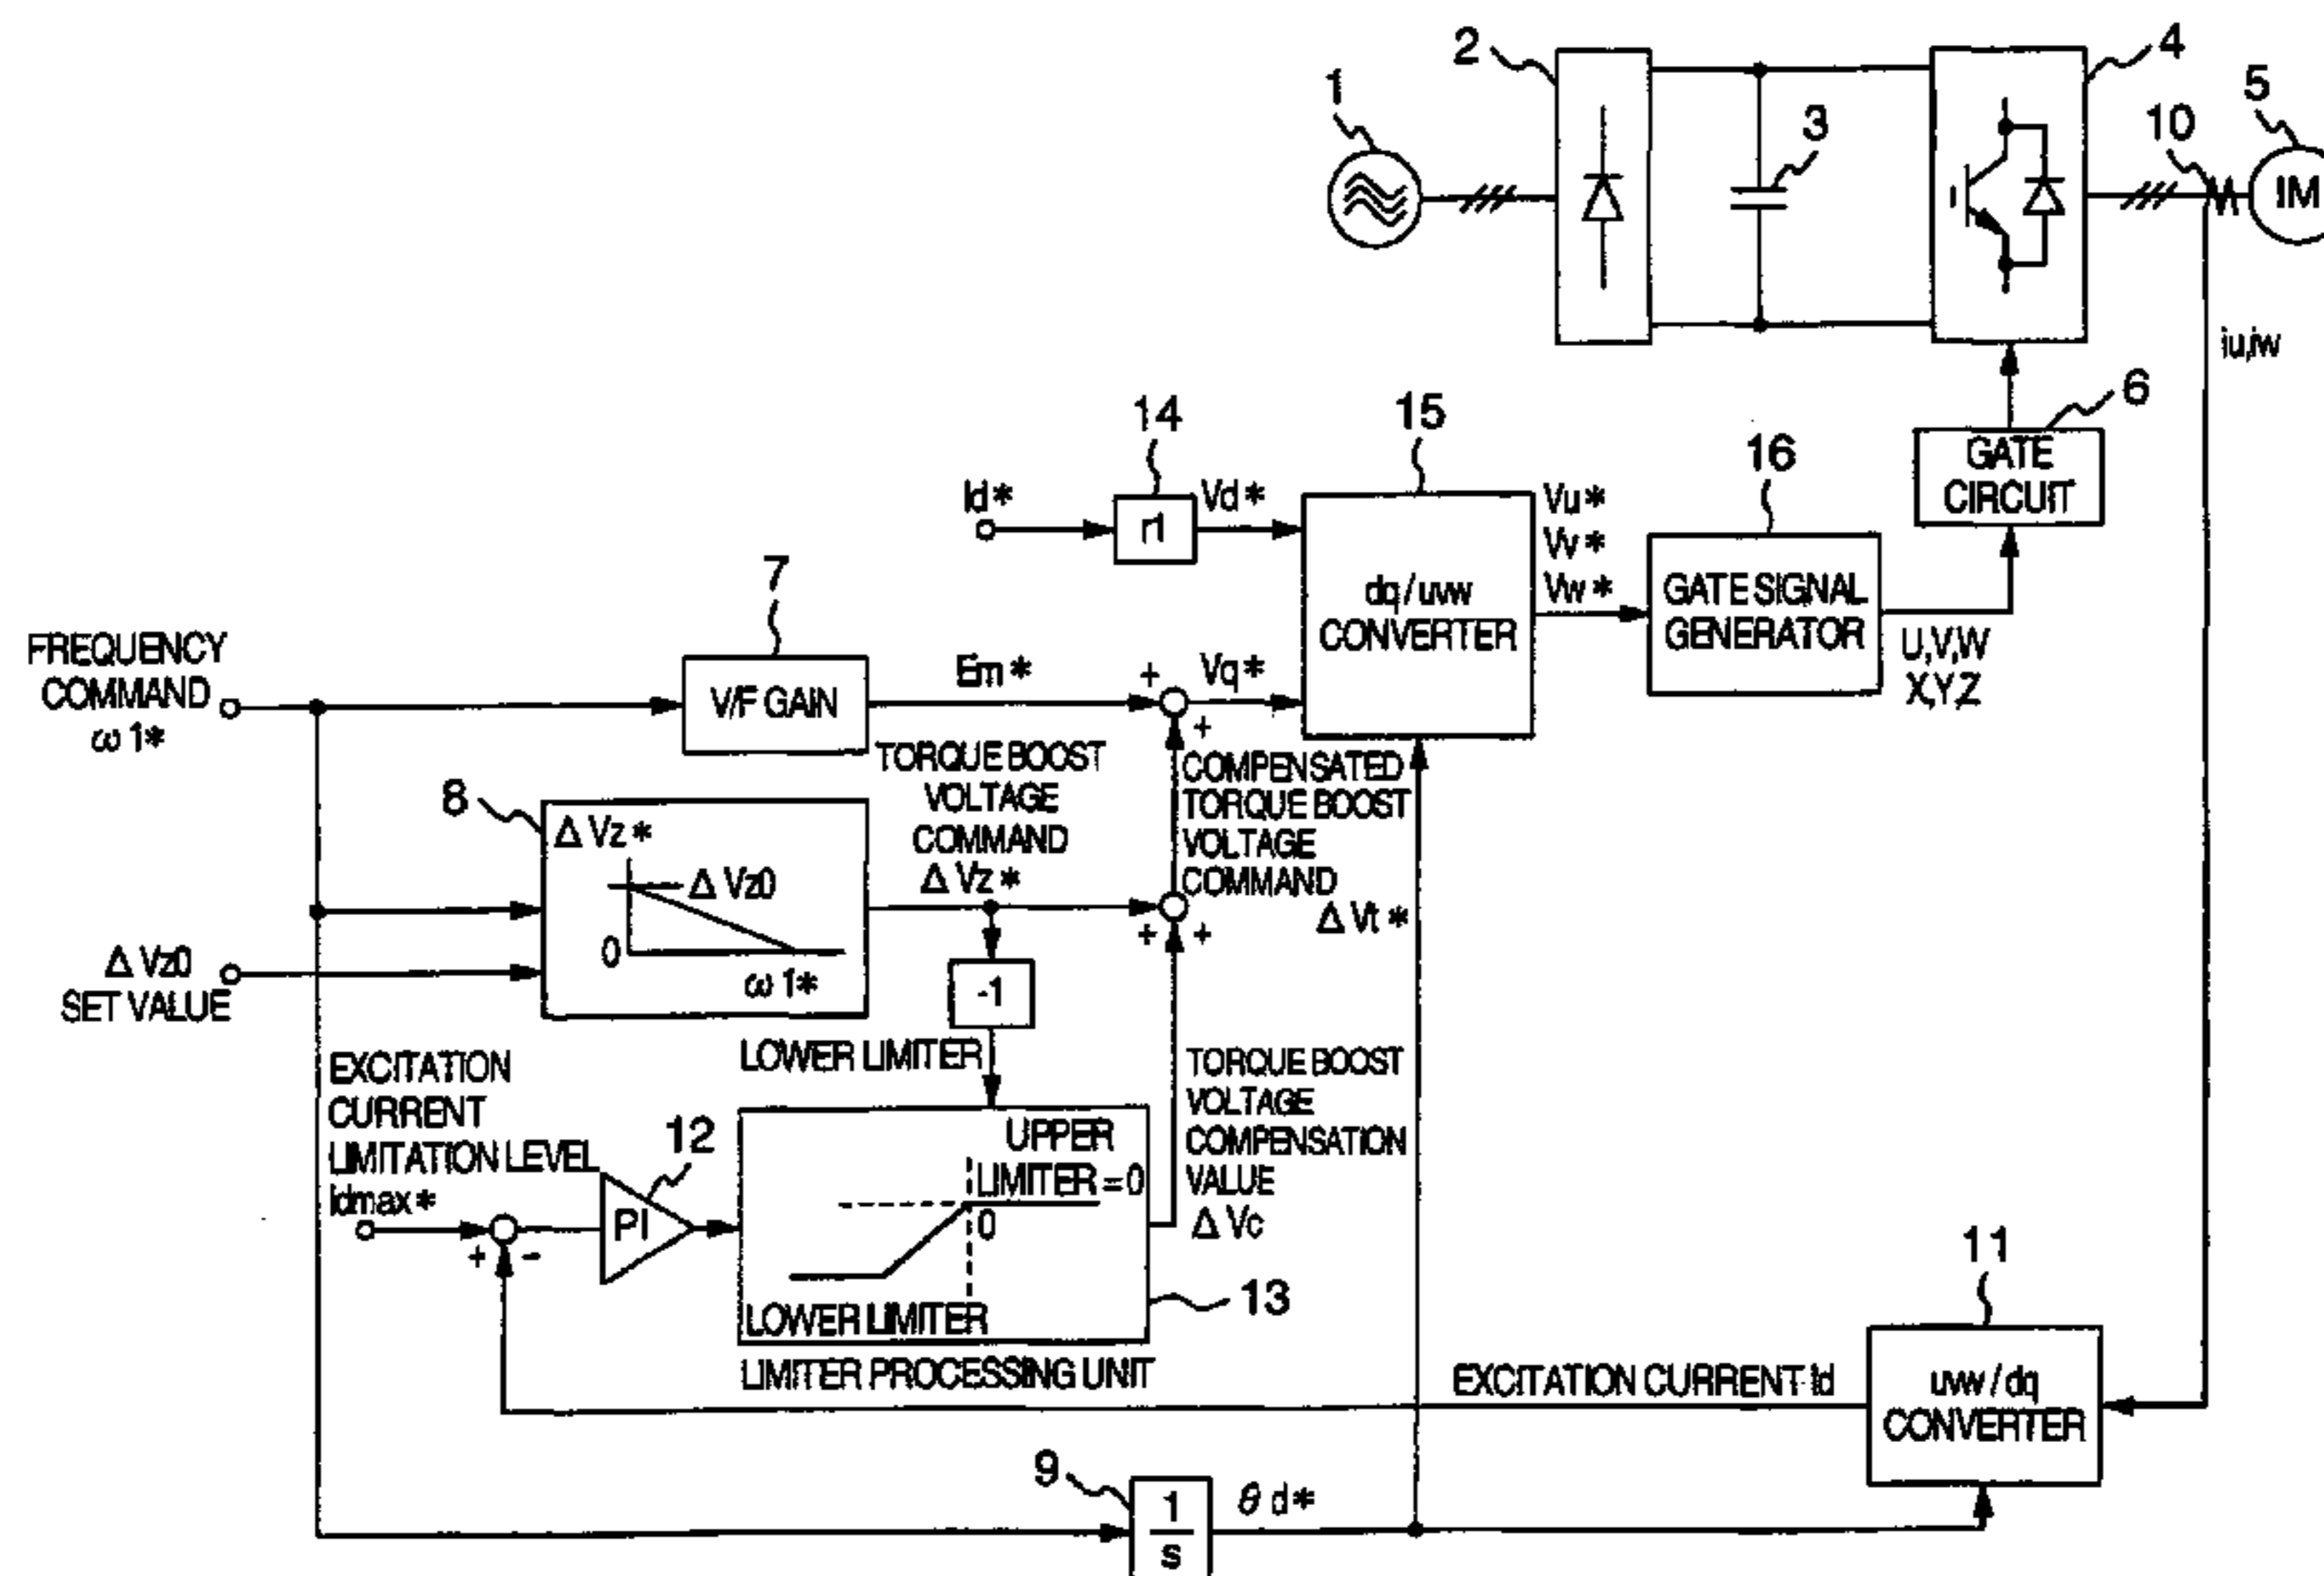 1
2
3
4
5
10
IM
iu,iw
6
GATE
CIRCUIT
14
15
16
Id*
r1
Vd*
dq/uvw
CONVERTER
Vu*
Vv*
Vw*
GATE SIGNAL
GENERATOR
U,V,W
X,Y,Z
7
FREQUENCY
COMMAND
ω1*
V/F GAIN
Em*
+
Vq*
+
TORQUE BOOST
VOLTAGE
COMMAND
ΔVz*
COMPENSATED
TORQUE BOOST
VOLTAGE
COMMAND
ΔVt*
8
ΔVz*
ΔVz0
0
ω1*
+
+
ΔVz0
SET VALUE
-1
LOWER LIMITER
EXCITATION
CURRENT
LIMITATION LEVEL
Idmax*
+
-
12
PI
UPPER
LIMITER=0
0
LOWER LIMITER
13
LIMITER PROCESSING UNIT
TORQUE BOOST
VOLTAGE
COMPENSATION
VALUE
ΔVc
11
EXCITATION CURRENT Id
uvw/dq
CONVERTER
9
1
s
θd*